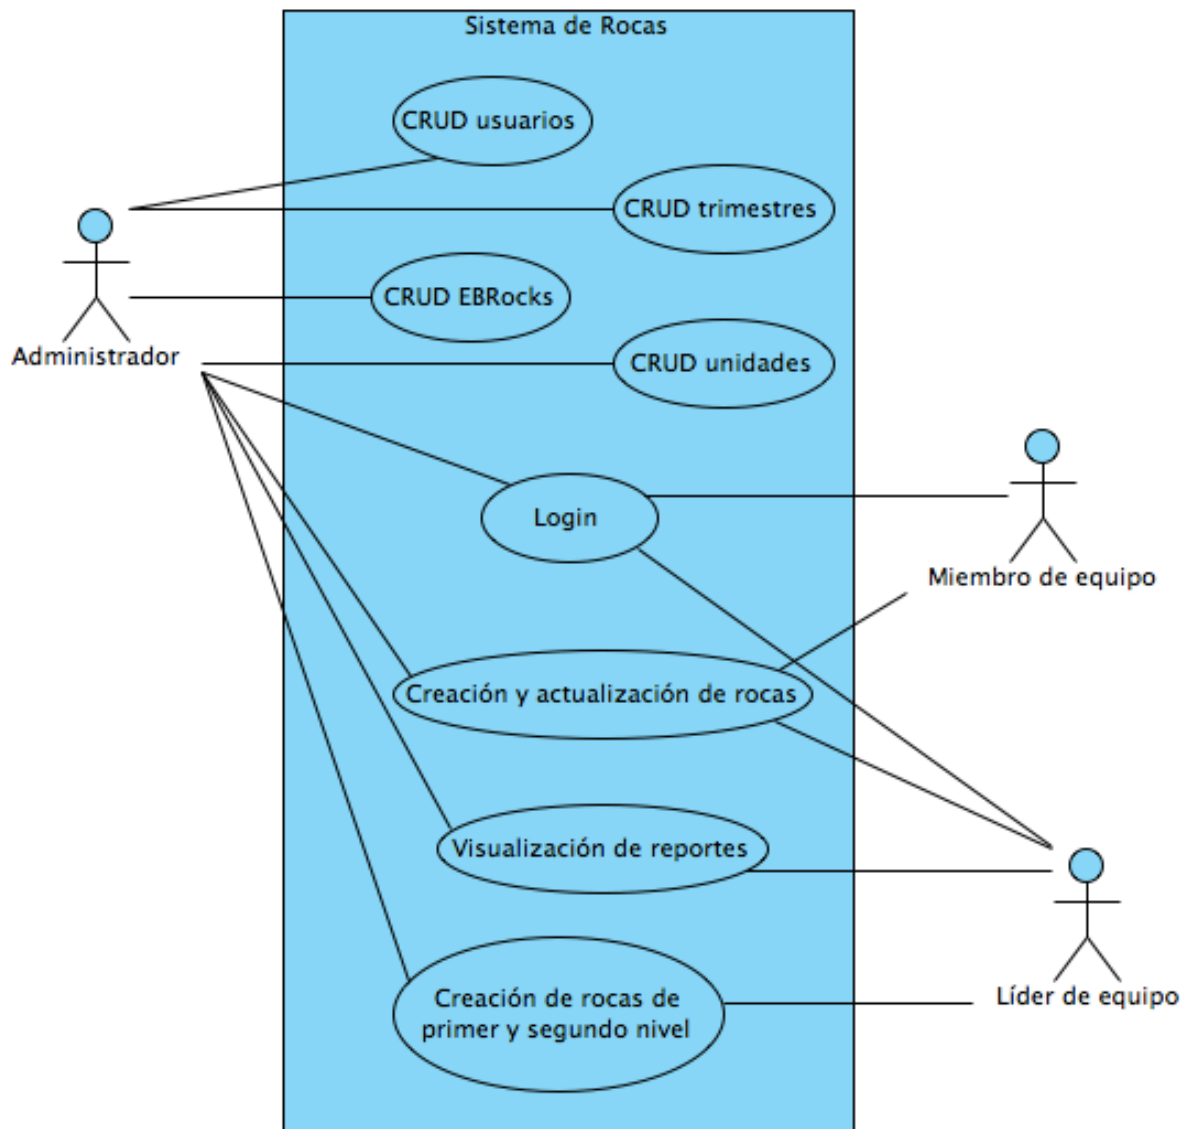 Sistema de Rocas
CRUD usuarios
CRUD trimestres
CRUD EBRocks
Administrador
CRUD unidades
Login
Miembro de equipo
Creación y actualización de rocas
Visualización de reportes
Líder de equipo
Creación de rocas de
primer y segundo nivel